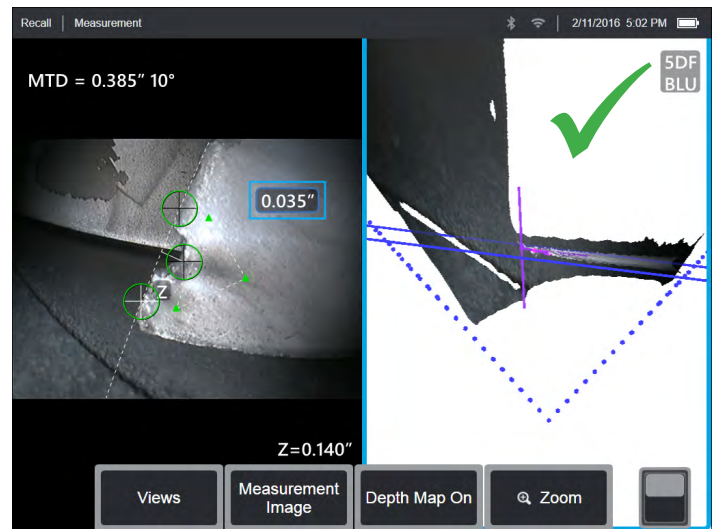 Recall | Measurement
2/11/2016 5:02 PM
MTD = 0.385" 10°
5DF
BLU
0.035"
Z
Z=0.140"
Views
Measurement
Image
Depth Map On
Zoom